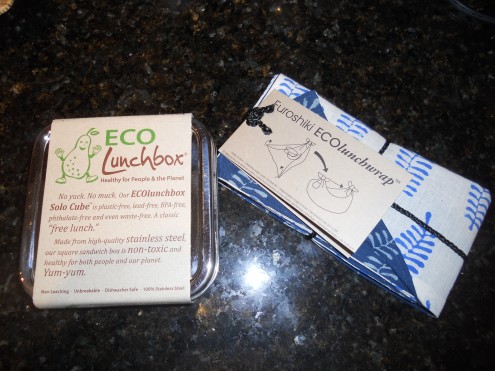 ECO
Lunchbox®
Healthy for People & the Planet
No yuck. No muck. Our ECOlunchbox
Solo Cube™ is plastic-free, lead-free, BPA-free,
phthalate-free and even waste-free. A classic
"free lunch."
Made from high-quality stainless steel,
our square sandwich box is non-toxic and
healthy for both people and our planet.
Yum-yum.
Non-Leaching · Unbreakable · Dishwasher Safe · 100% Stainless Steel
Furoshiki ECOlunchwrap™